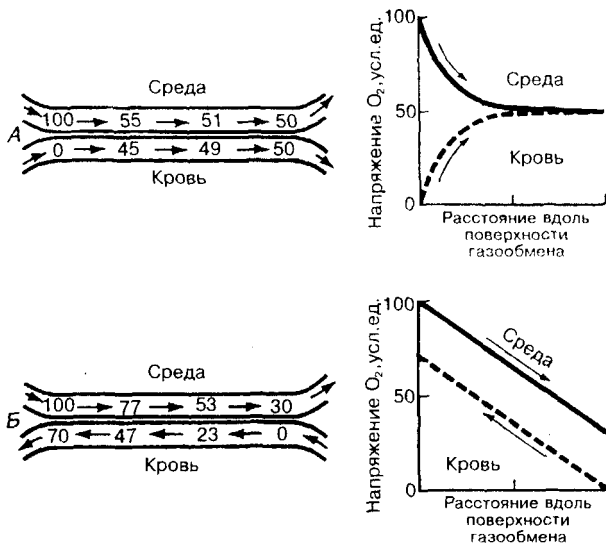 А
Среда
100 → 55 → 51 → 50
0 → 45 → 49 → 50
Кровь
Напряжение O₂, усл. ед.
100
50
0
Среда
Кровь
Расстояние вдоль
поверхности
газообмена
Б
Среда
100 → 77 → 53 → 30
70 ← 47 ← 23 ← 0
Кровь
Напряжение O₂, усл. ед.
100
50
0
Среда
Кровь
Расстояние вдоль
поверхности
газообмена